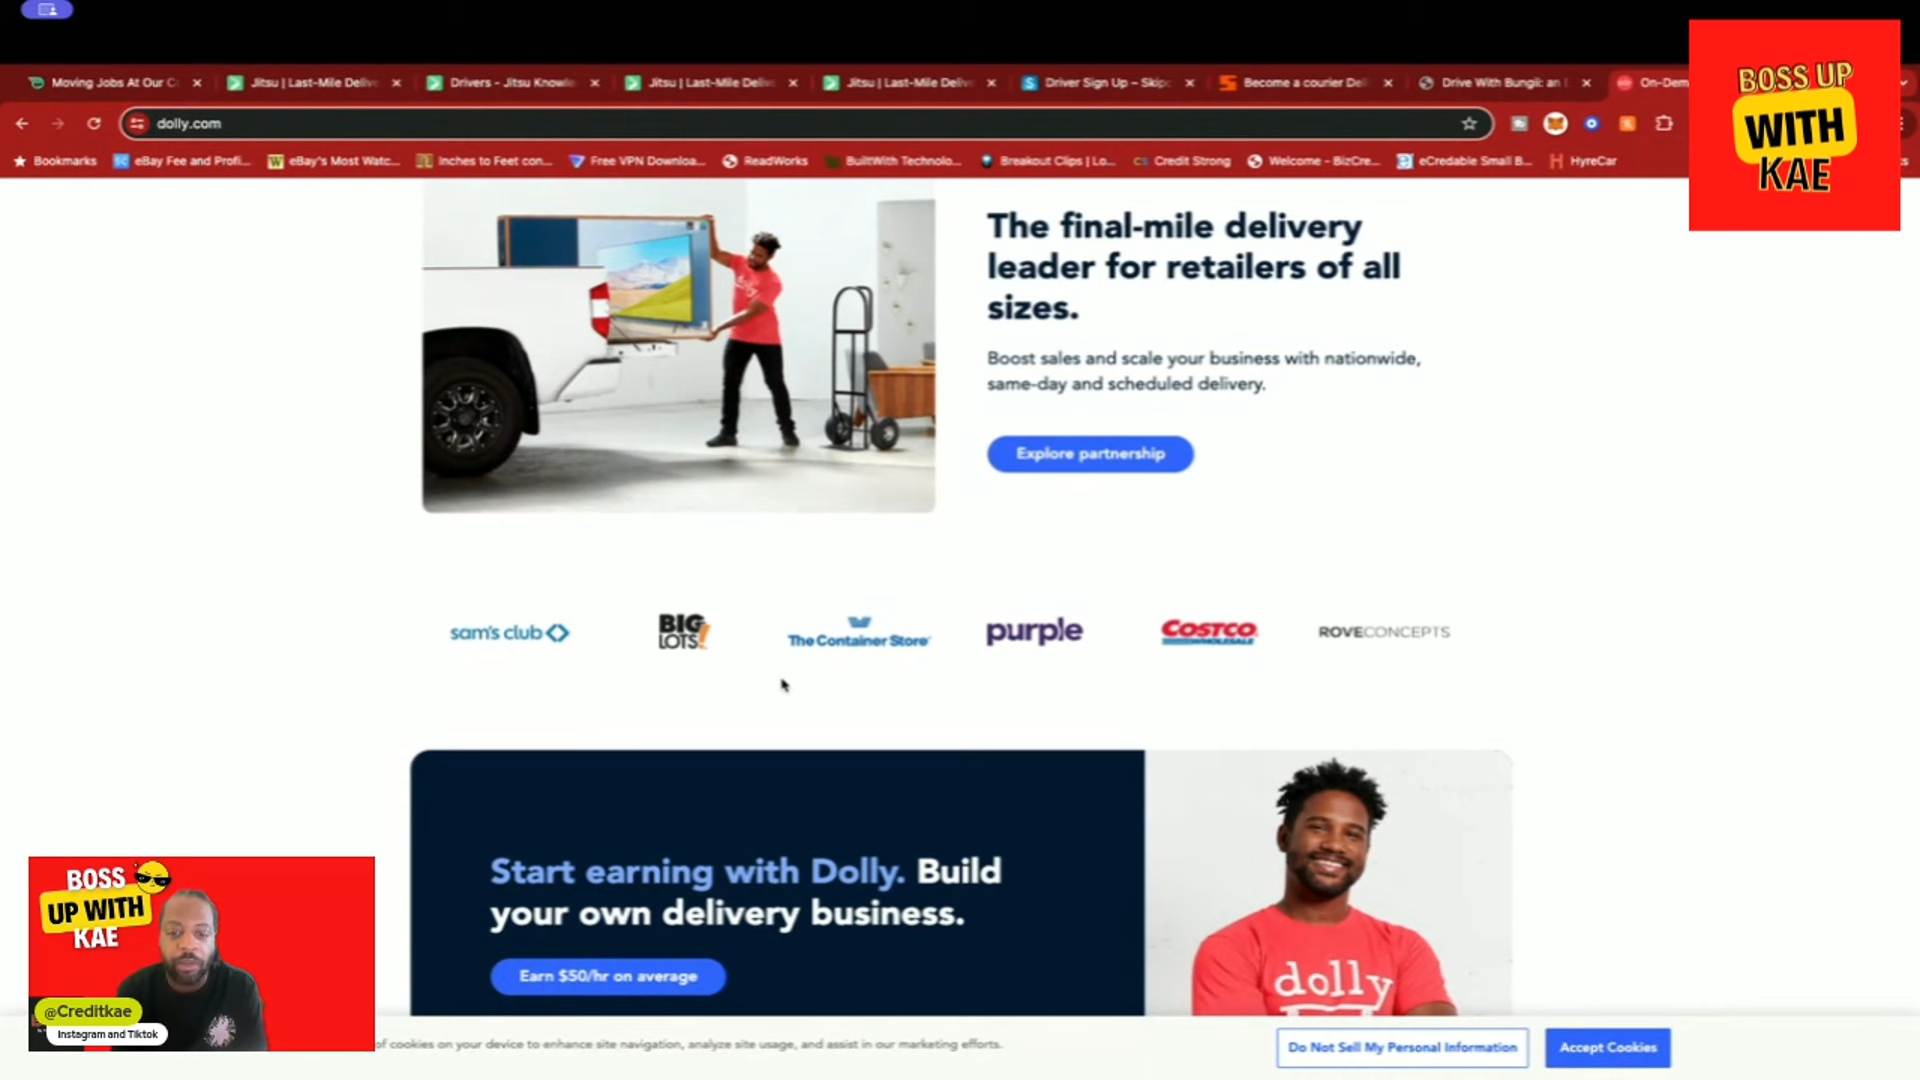 Moving Jobs At Our C
Jitsu | Last-Mile Delive
Drivers - Jitsu Knowle
Jitsu | Last-Mile Delive
Jitsu | Last-Mile Delive
Driver Sign Up – Skip
Become a courier Del
Drive With Bungii: an
On-Dem
dolly.com
Bookmarks
eBay Fee and Profi...
eBay's Most Watc...
Inches to Feet con...
Free VPN Downloa...
ReadWorks
BuiltWith Technolo...
Breakout Clips | Lo...
CS Credit Strong
Welcome - BizCre...
eCredable Small B...
HyreCar
BOSS UP
WITH
KAE
The final-mile delivery
leader for retailers of all
sizes.
Boost sales and scale your business with nationwide,
same-day and scheduled delivery.
Explore partnership
sam's club
BIG
LOTS!
The Container Store
purple
COSTCO
WHOLESALE
ROVECONCEPTS
Start earning with Dolly. Build
your own delivery business.
Earn $50/hr on average
dolly
BOSS
UP WITH
KAE
@Creditkae
Instagram and Tiktok
of cookies on your device to enhance site navigation, analyze site usage, and assist in our marketing efforts.
Do Not Sell My Personal Information
Accept Cookies